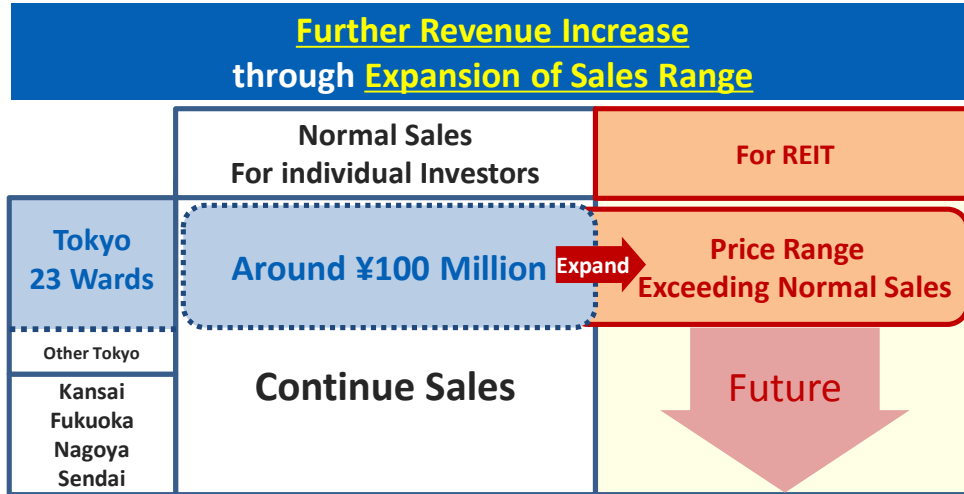 Further Revenue Increase
through Expansion of Sales Range
Normal Sales
For individual Investors
For REIT
Tokyo
23 Wards
Around ¥100 Million
Expand
Price Range
Exceeding Normal Sales
Other Tokyo
Kansai
Fukuoka
Nagoya
Sendai
Continue Sales
Future